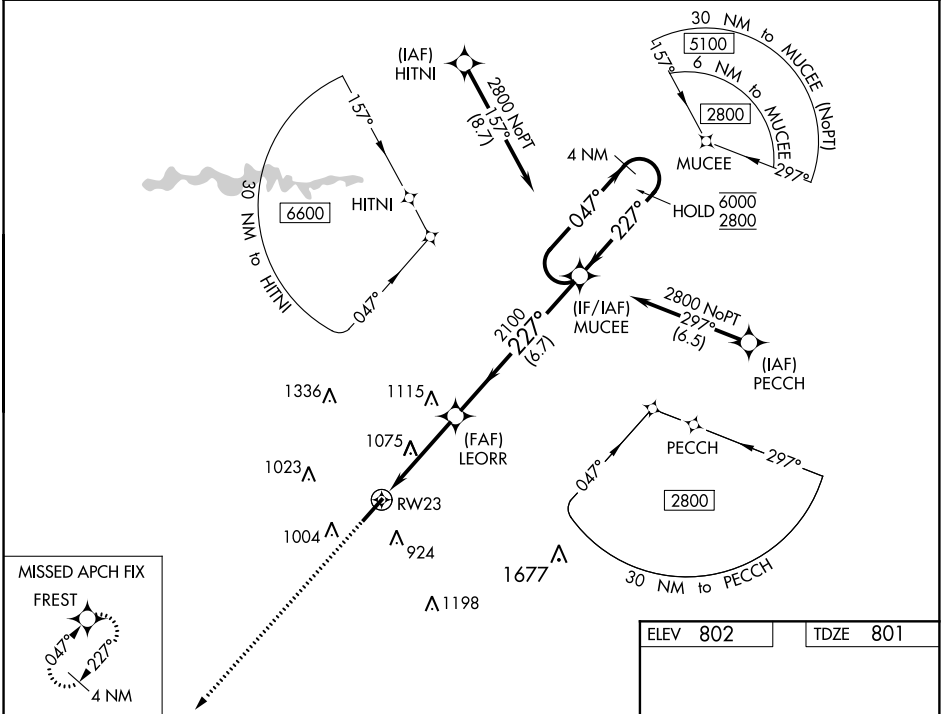 (IAF)
HITNI
2800 NoPT
157°
(8.7)
30 NM to MUCEE (NoPT)
5100
6 NM to MUCEE
2800
157°
297°
MUCEE
157°
HITNI
6600
30 NM to HITNI
047°
4 NM
047°
227°
HOLD
6000
2800
(IF/IAF)
MUCEE
2800 NoPT
297°
(6.5)
(IAF)
PECCH
2100
227°
(6.7)
1336
1115
(FAF)
LEORR
1075
1023
RW23
1004
924
1677
1198
PECCH
047°
297°
2800
30 NM to PECCH
MISSED APCH FIX
FREST
047°
227°
4 NM
ELEV 802
TDZE 801